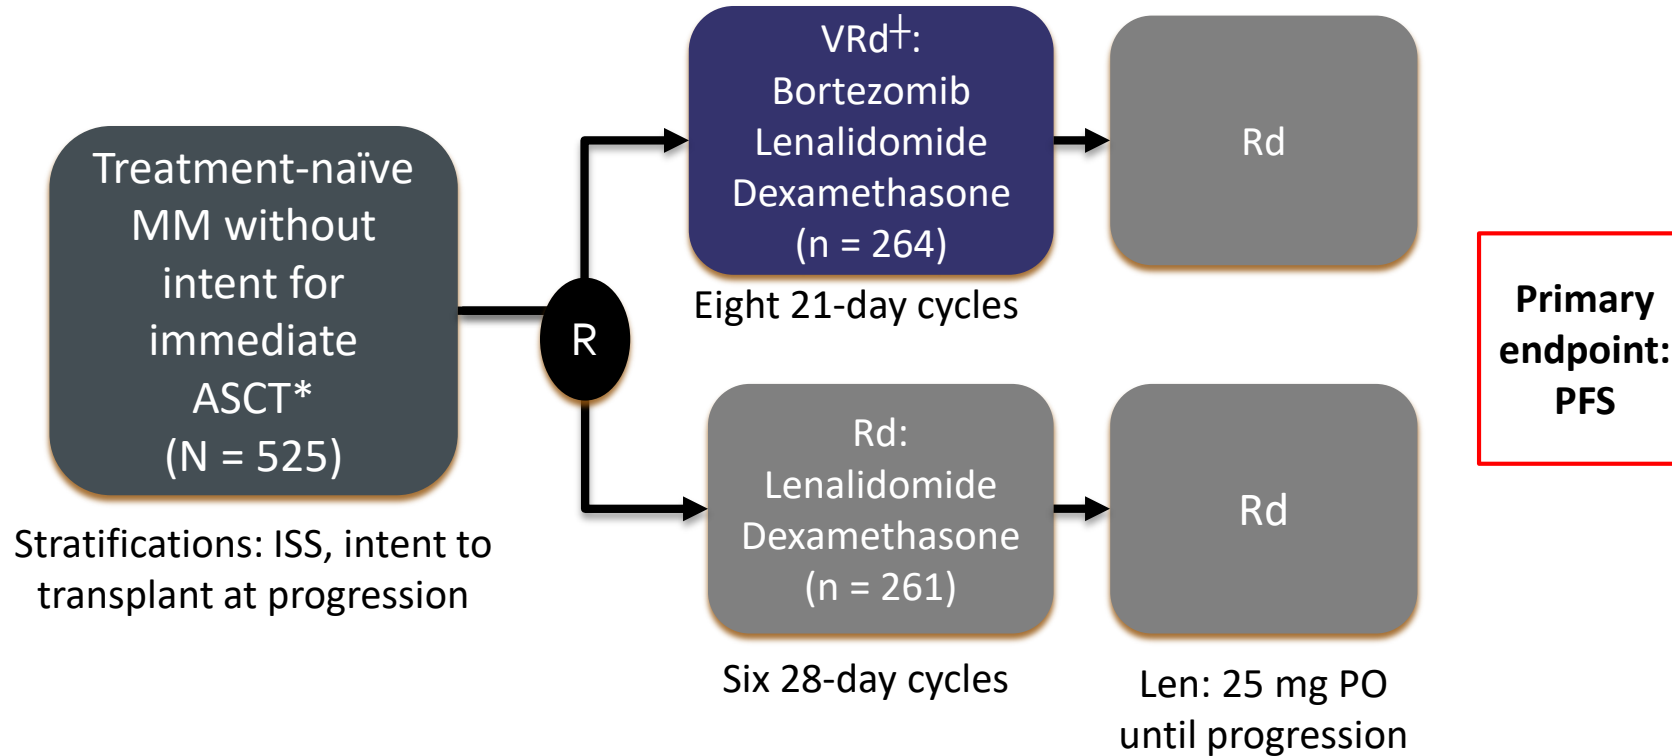 Treatment-naïve
MM without
intent for
immediate
ASCT*
(N = 525)
Stratifications: ISS, intent to
transplant at progression
R
VRd┼:
Bortezomib
Lenalidomide
Dexamethasone
(n = 264)
Eight 21-day cycles
Rd
Rd:
Lenalidomide
Dexamethasone
(n = 261)
Six 28-day cycles
Rd
Len: 25 mg PO
until progression
Primary
endpoint:
PFS